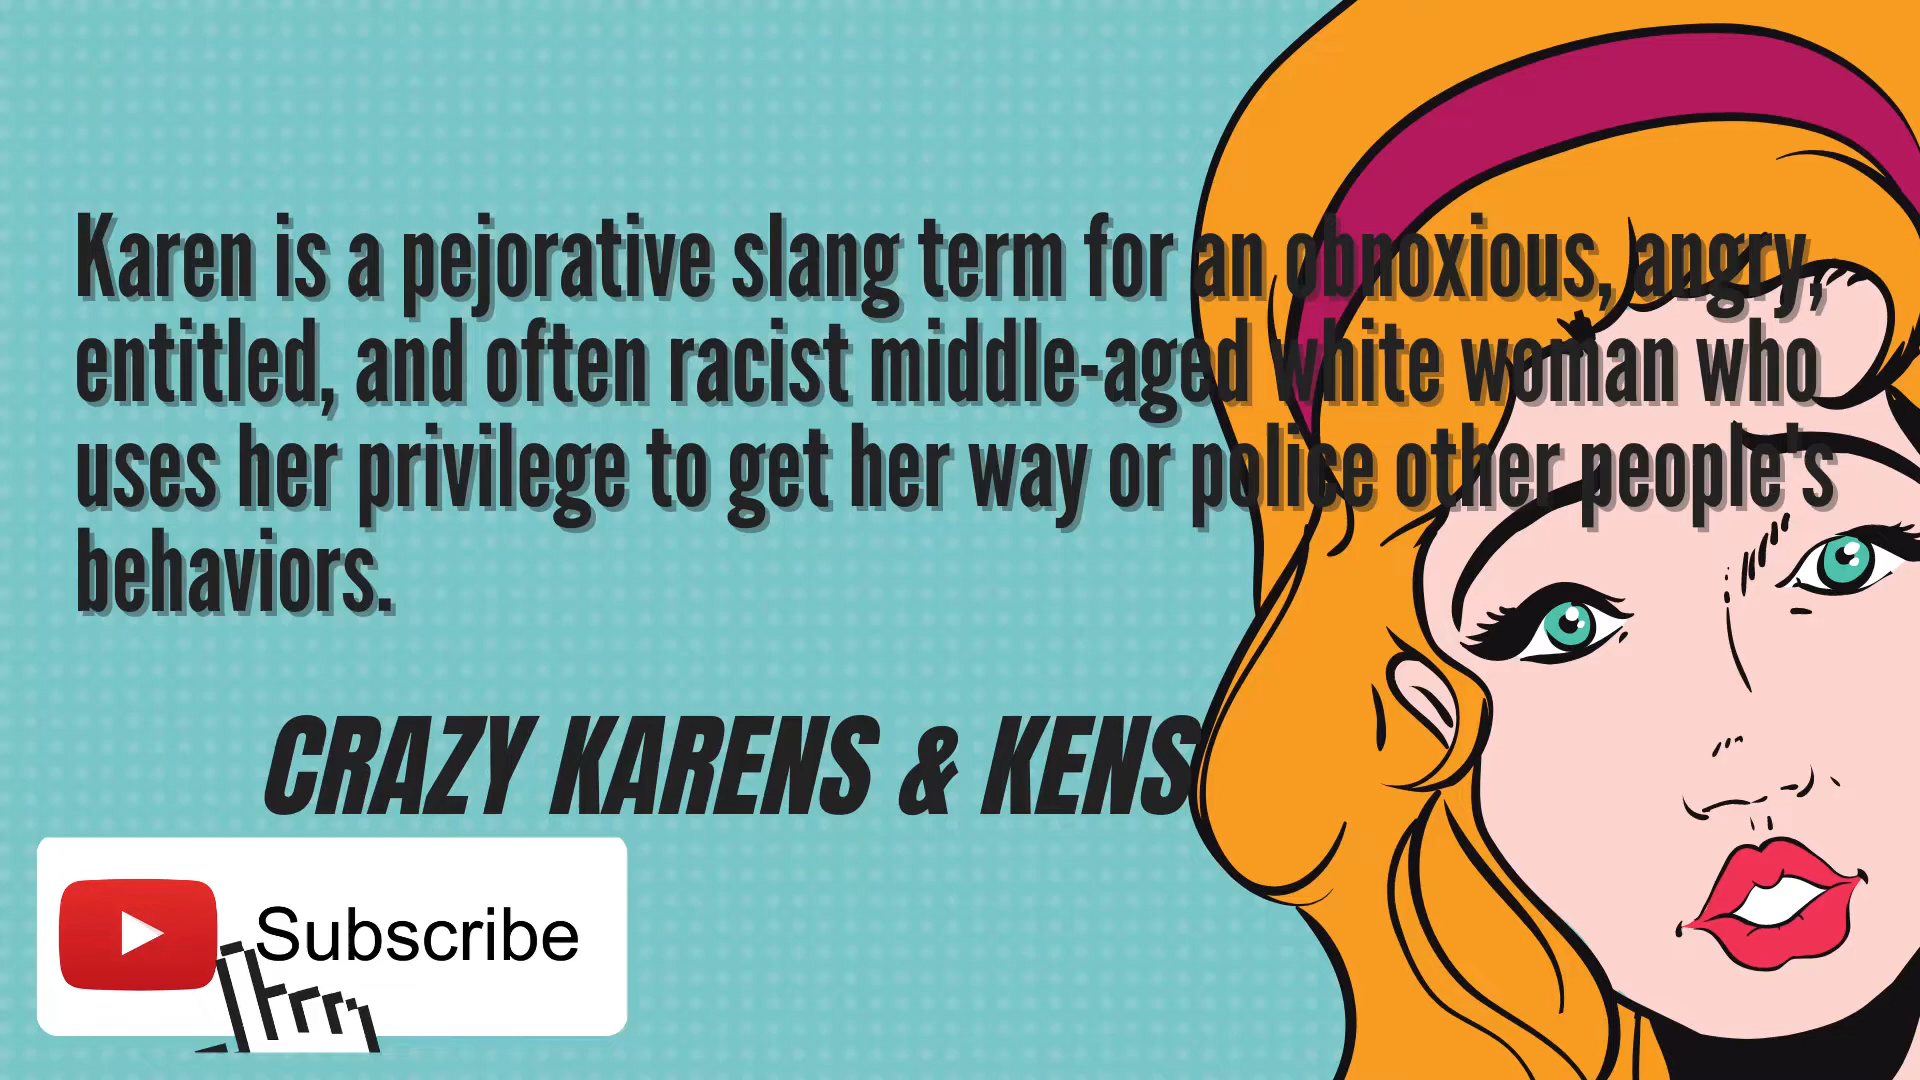 Karen is a pejorative slang term for an obnoxious, angry,
entitled, and often racist middle-aged white woman who
uses her privilege to get her way or police other people's
behaviors.
CRAZY KARENS & KENS
Subscribe